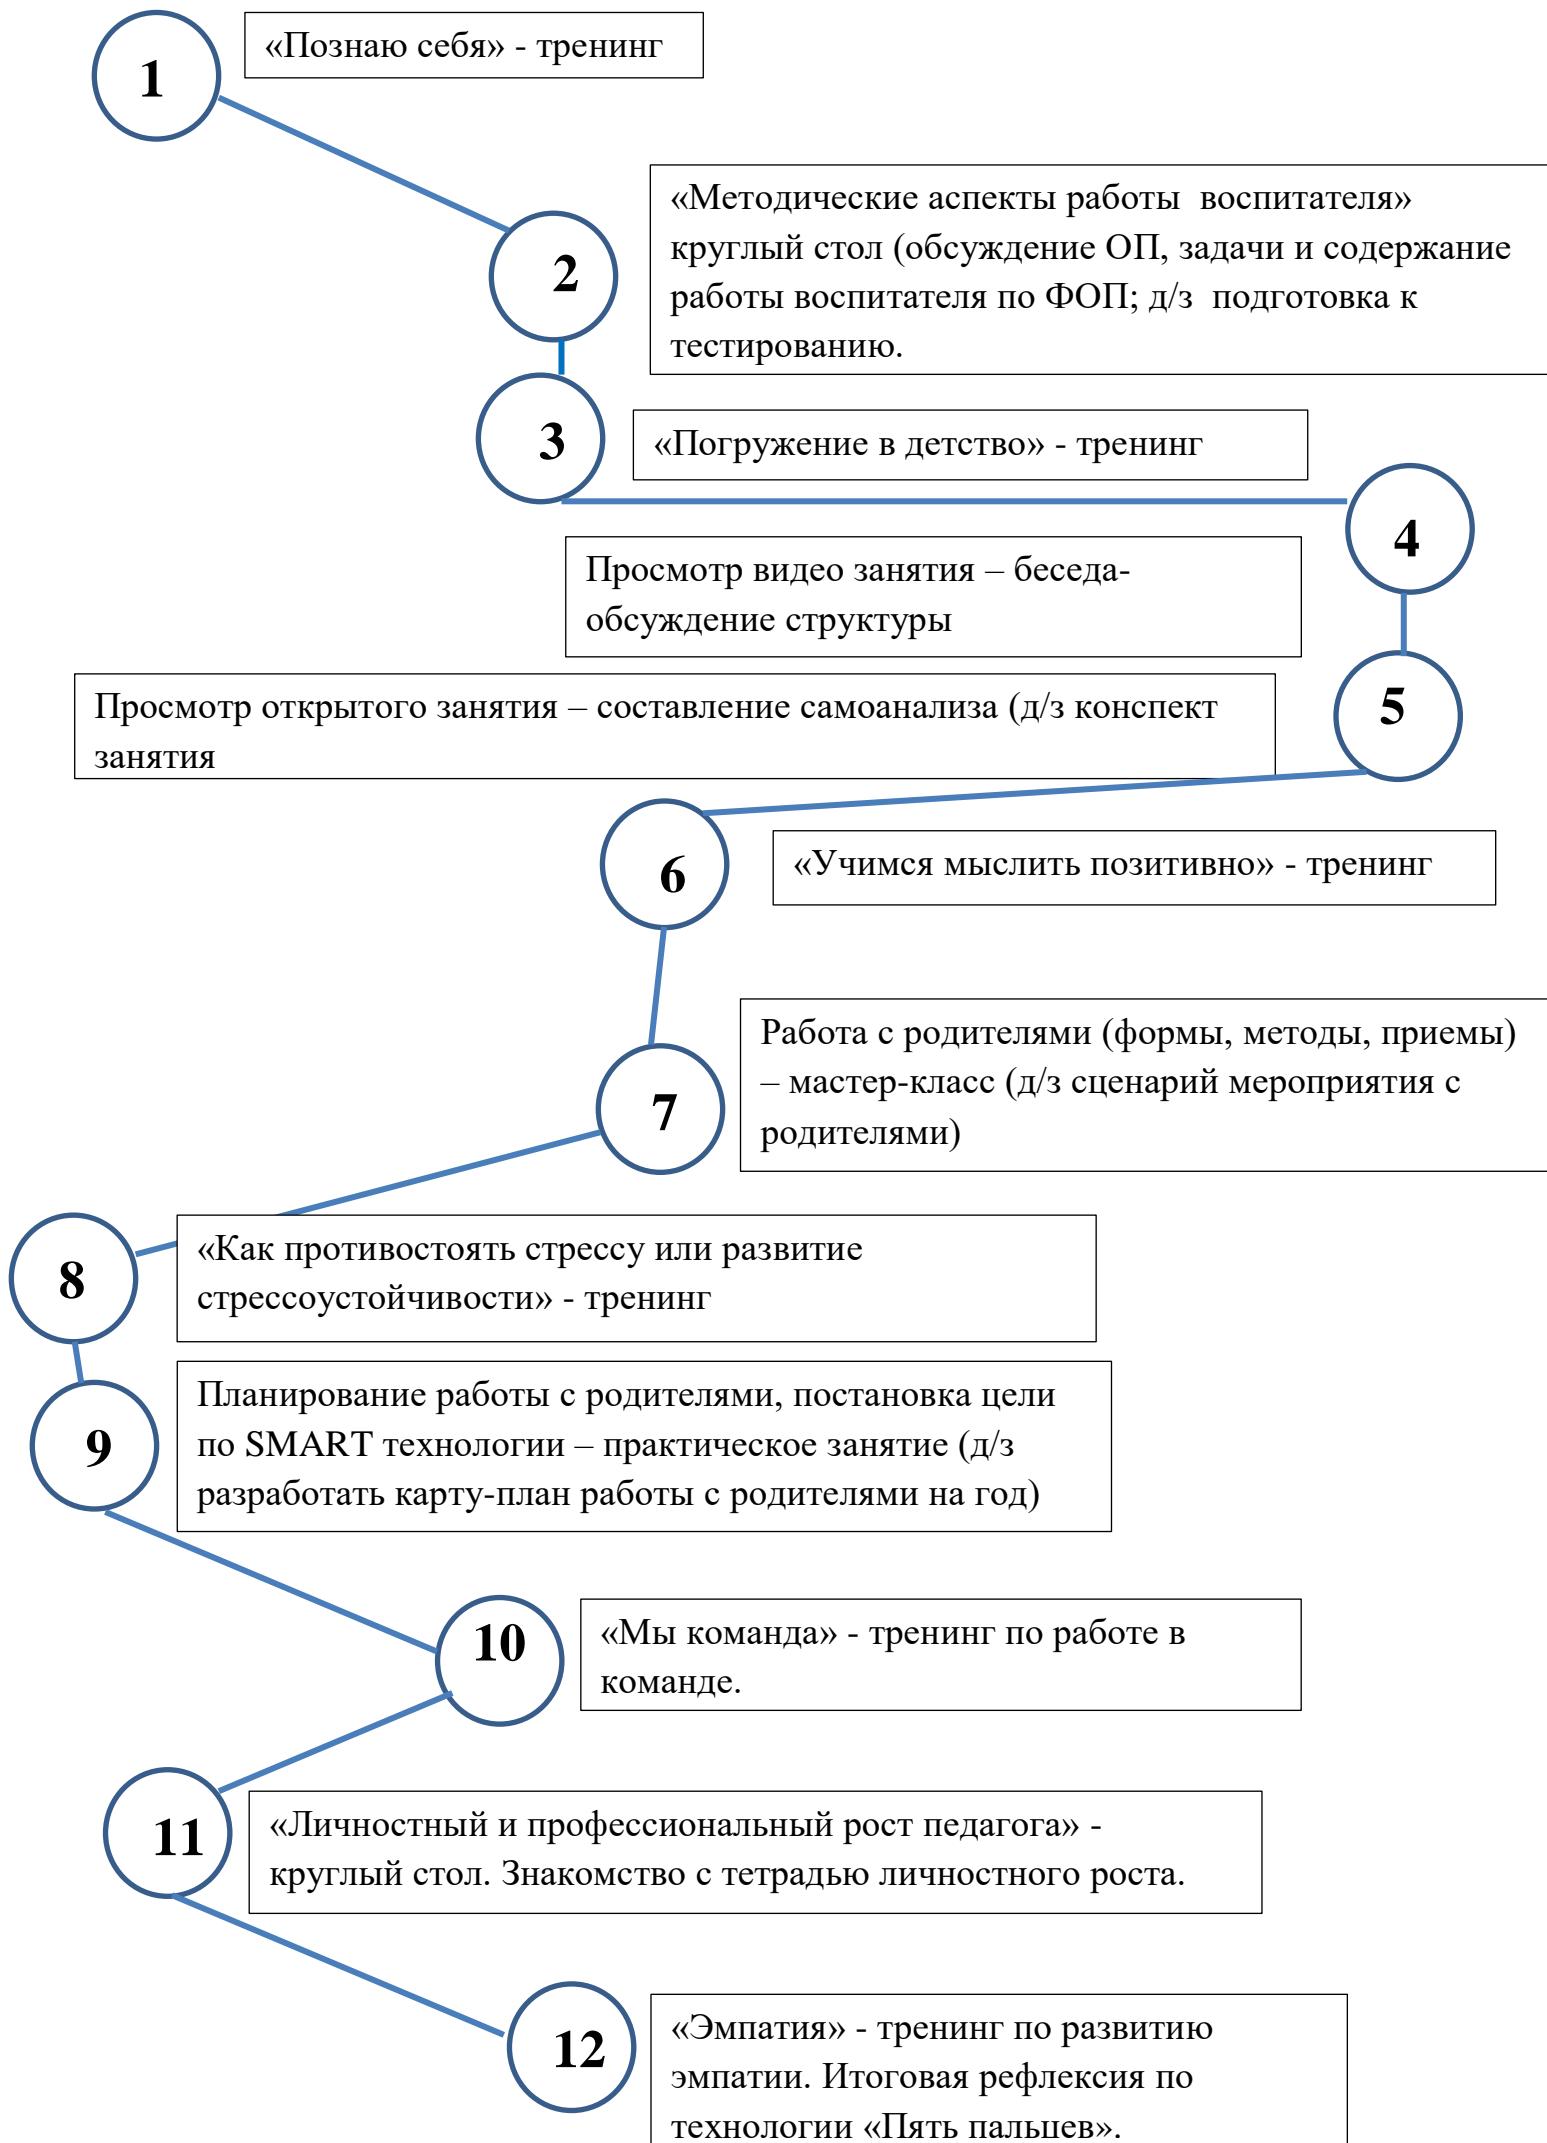 1
«Познаю себя» - тренинг
2
«Методические аспекты работы  воспитателя»
круглый стол (обсуждение ОП, задачи и содержание
работы воспитателя по ФОП; д/з  подготовка к
тестированию.
3
«Погружение в детство» - тренинг
4
Просмотр видео занятия – беседа-
обсуждение структуры
5
Просмотр открытого занятия – составление самоанализа (д/з конспект
занятия
6
«Учимся мыслить позитивно» - тренинг
7
Работа с родителями (формы, методы, приемы)
– мастер-класс (д/з сценарий мероприятия с
родителями)
8
«Как противостоять стрессу или развитие
стрессоустойчивости» - тренинг
9
Планирование работы с родителями, постановка цели
по SMART технологии – практическое занятие (д/з
разработать карту-план работы с родителями на год)
10
«Мы команда» - тренинг по работе в
команде.
11
«Личностный и профессиональный рост педагога» -
круглый стол. Знакомство с тетрадью личностного роста.
12
«Эмпатия» - тренинг по развитию
эмпатии. Итоговая рефлексия по
технологии «Пять пальцев».